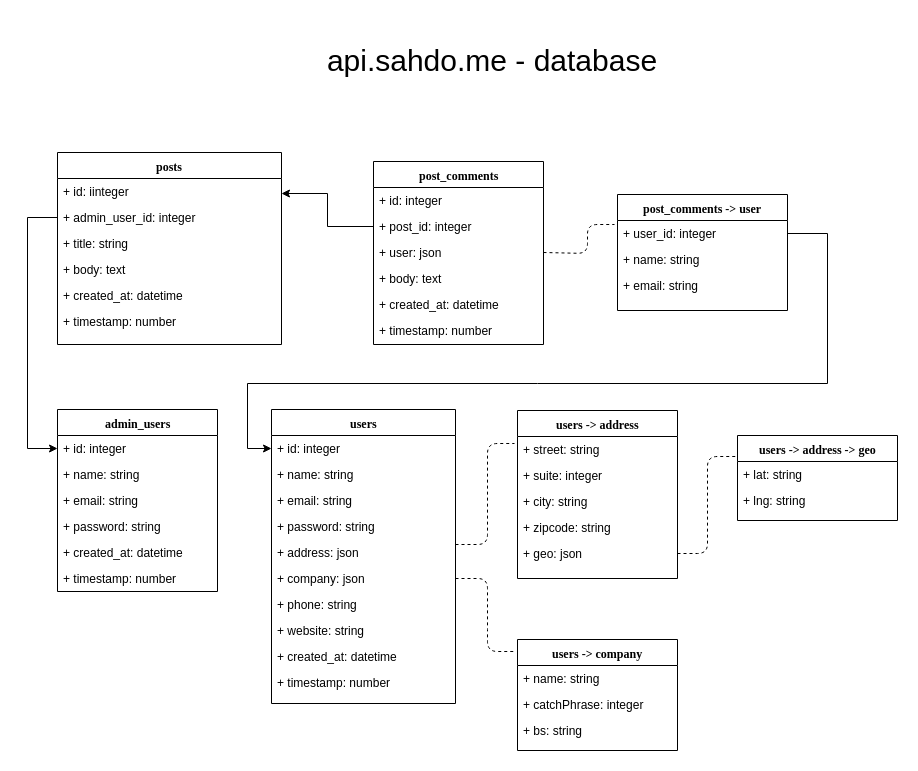 api.sahdo.me - database
posts
+ id: iinteger
+ admin_user_id: integer
+ title: string
+ body: text
+ created_at: datetime
+ timestamp: number
post_comments
+ id: integer
+ post_id: integer
+ user: json
+ body: text
+ created_at: datetime
+ timestamp: number
post_comments -> user
+ user_id: integer
+ name: string
+ email: string
admin_users
+ id: integer
+ name: string
+ email: string
+ password: string
+ created_at: datetime
+ timestamp: number
users
+ id: integer
+ name: string
+ email: string
+ password: string
+ address: json
+ company: json
+ phone: string
+ website: string
+ created_at: datetime
+ timestamp: number
users -> address
+ street: string
+ suite: integer
+ city: string
+ zipcode: string
+ geo: json
users -> address -> geo
+ lat: string
+ lng: string
users -> company
+ name: string
+ catchPhrase: integer
+ bs: string